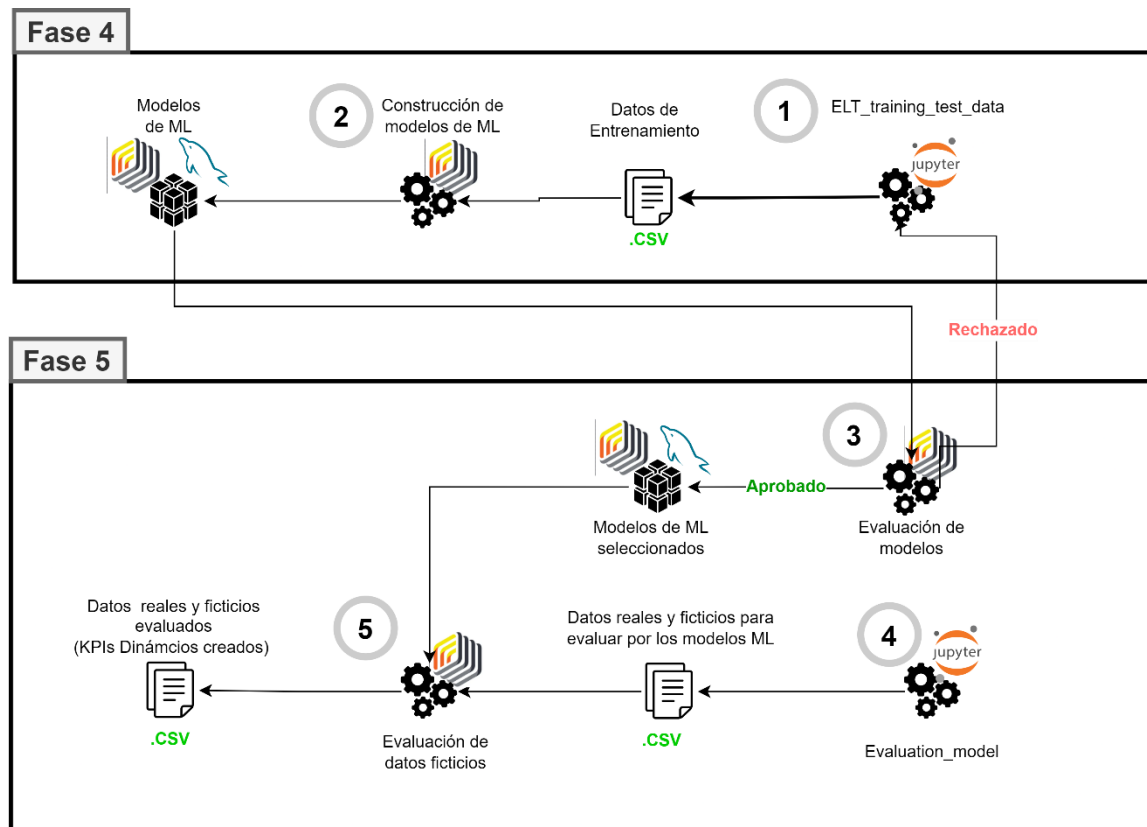 Fase 4
Modelos
de ML
2
Construcción de
modelos de ML
Datos de
Entrenamiento
1
ELT_training_test_data
jupyter
.CSV
Rechazado
Fase 5
3
Aprobado
Modelos de ML
seleccionados
Evaluación de
modelos
Datos reales y ficticios
evaluados
(KPIs Dinámcios creados)
5
Datos reales y ficticios para
evaluar por los modelos ML
4
jupyter
.CSV
Evaluación de
datos ficticios
.CSV
Evaluation_model